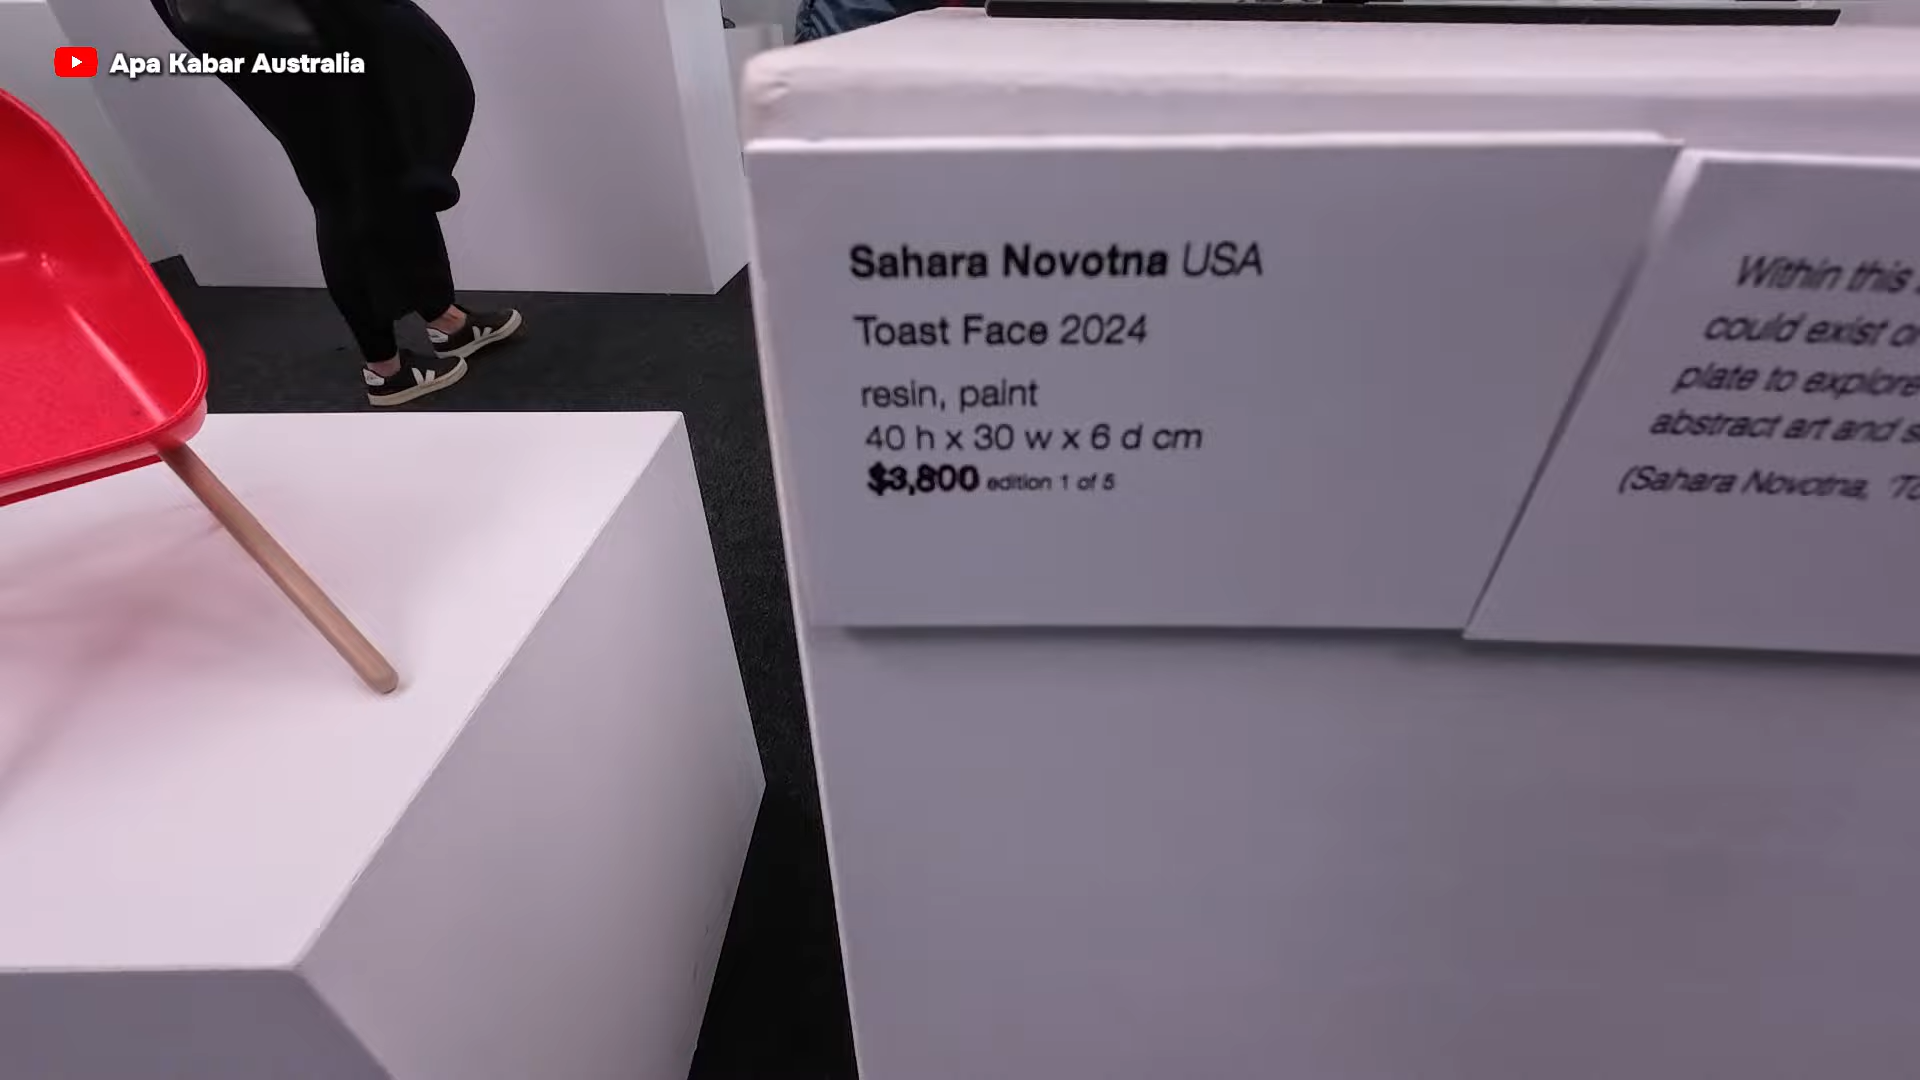 Apa Kabar Australia
Sahara Novotna USA
Toast Face 2024
resin, paint
40 h x 30 w x 6 d cm
$3,800 edition 1 of 5
Within this
could exist
plate to explore
abstract art and
(Sahara Novotna,